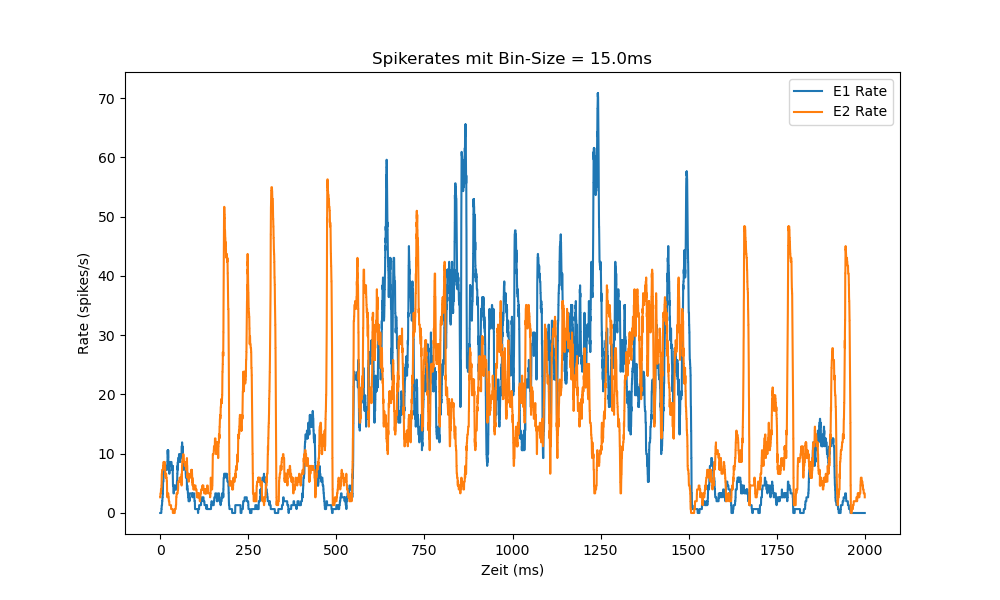 Spikerates mit Bin-Size = 15.0ms
E1 Rate
E2 Rate
70
60
50
40
30
20
10
0
Rate (spikes/s)
0 250 500 750 1000 1250 1500 1750 2000
Zeit (ms)